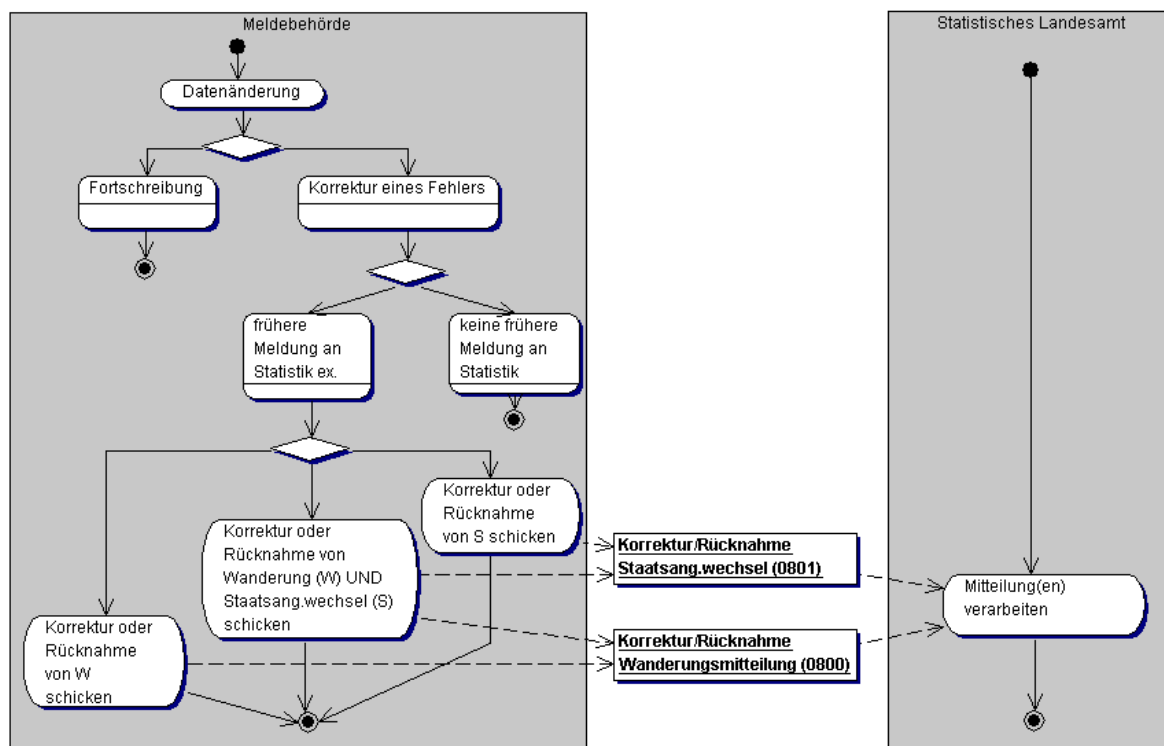 Meldebehörde
Statistisches Landesamt
Datenänderung
Fortschreibung
Korrektur eines Fehlers
frühere
Meldung an
Statistik ex.
keine frühere
Meldung an
Statistik
Korrektur oder
Rücknahme
von S schicken
Korrektur oder
Rücknahme von
Wanderung (W) UND
Staatsang.wechsel (S)
schicken
Korrektur oder
Rücknahme
von W
schicken
Korrektur/Rücknahme
Staatsang.wechsel (0801)
Korrektur/Rücknahme
Wanderungsmitteilung (0800)
Mitteilung(en)
verarbeiten